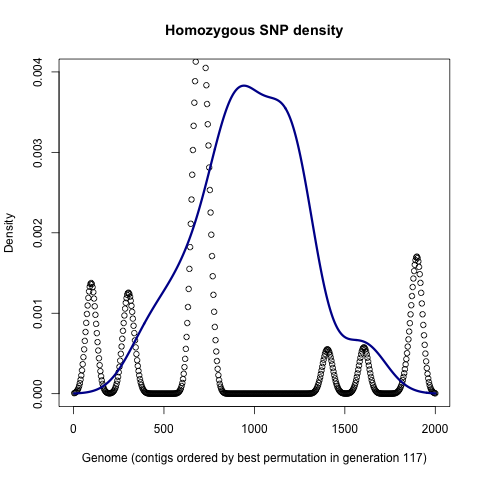 Homozygous SNP density
Density
0.004
0.003
0.002
0.001
0.000
0 500 1000 1500 2000
Genome (contigs ordered by best permutation in generation 117)